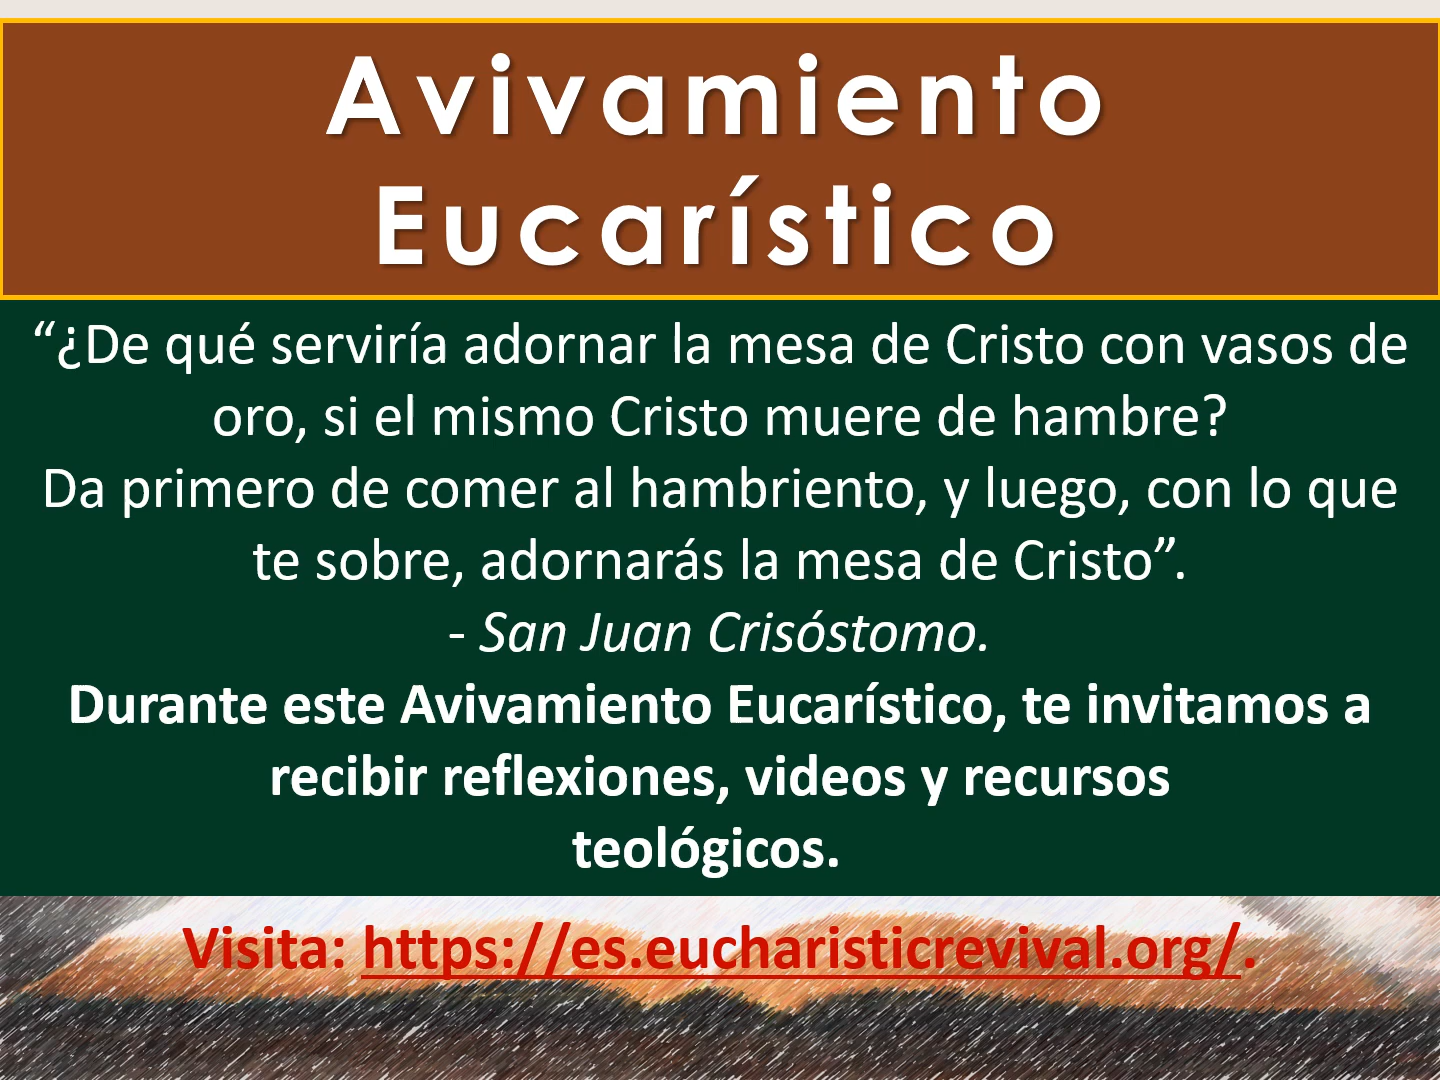 Avivamiento
Eucarístico
“¿De qué serviría adornar la mesa de Cristo con vasos de
oro, si el mismo Cristo muere de hambre?
Da primero de comer al hambriento, y luego, con lo que
te sobre, adornarás la mesa de Cristo”.
- San Juan Crisóstomo.
Durante este Avivamiento Eucarístico, te invitamos a
recibir reflexiones, videos y recursos
teológicos.
Visita: https://es.eucharisticrevival.org/.